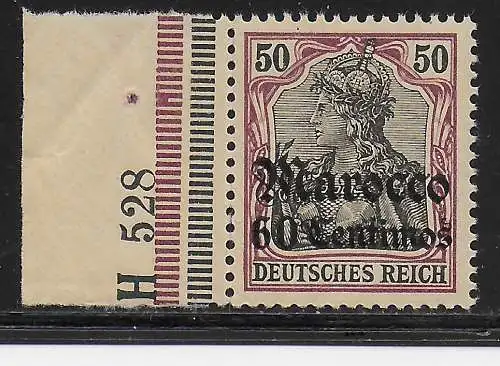 H 528
50 50
Marocco
60 Centimos
DEUTSCHES REICH